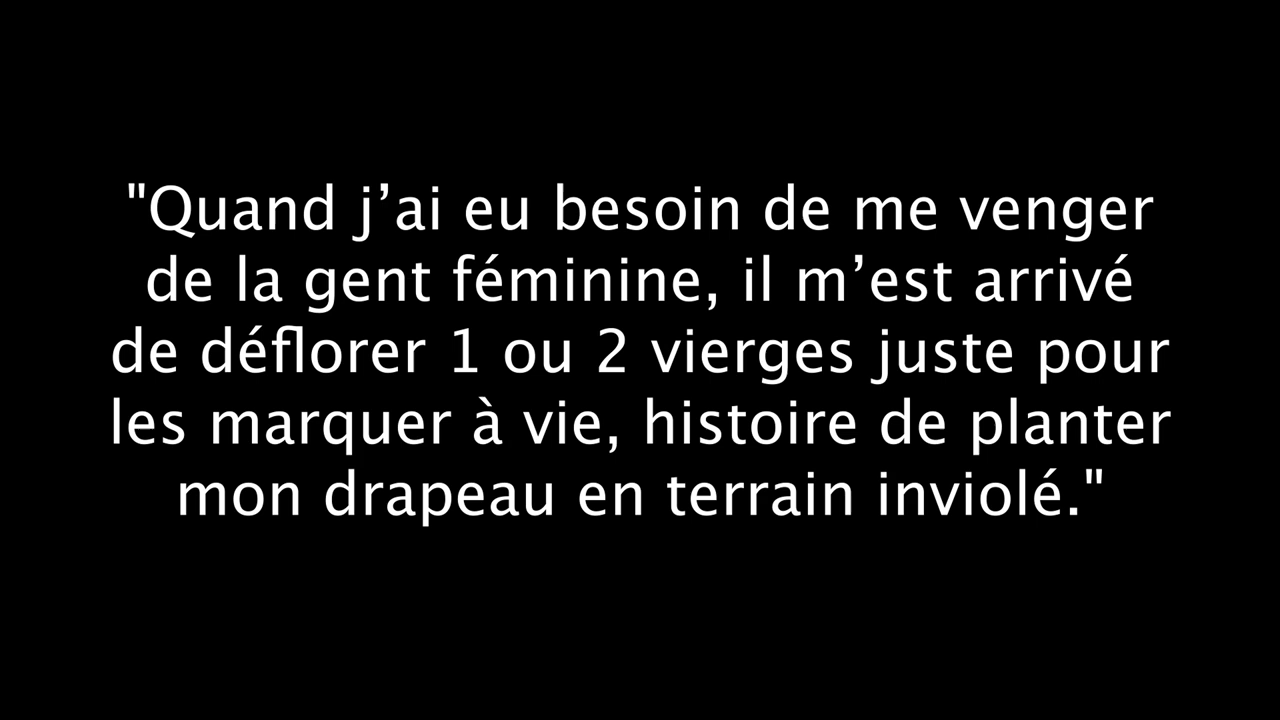 "Quand j’ai eu besoin de me venger
de la gent féminine, il m’est arrivé
de déflorer 1 ou 2 vierges juste pour
les marquer à vie, histoire de planter
mon drapeau en terrain inviolé."